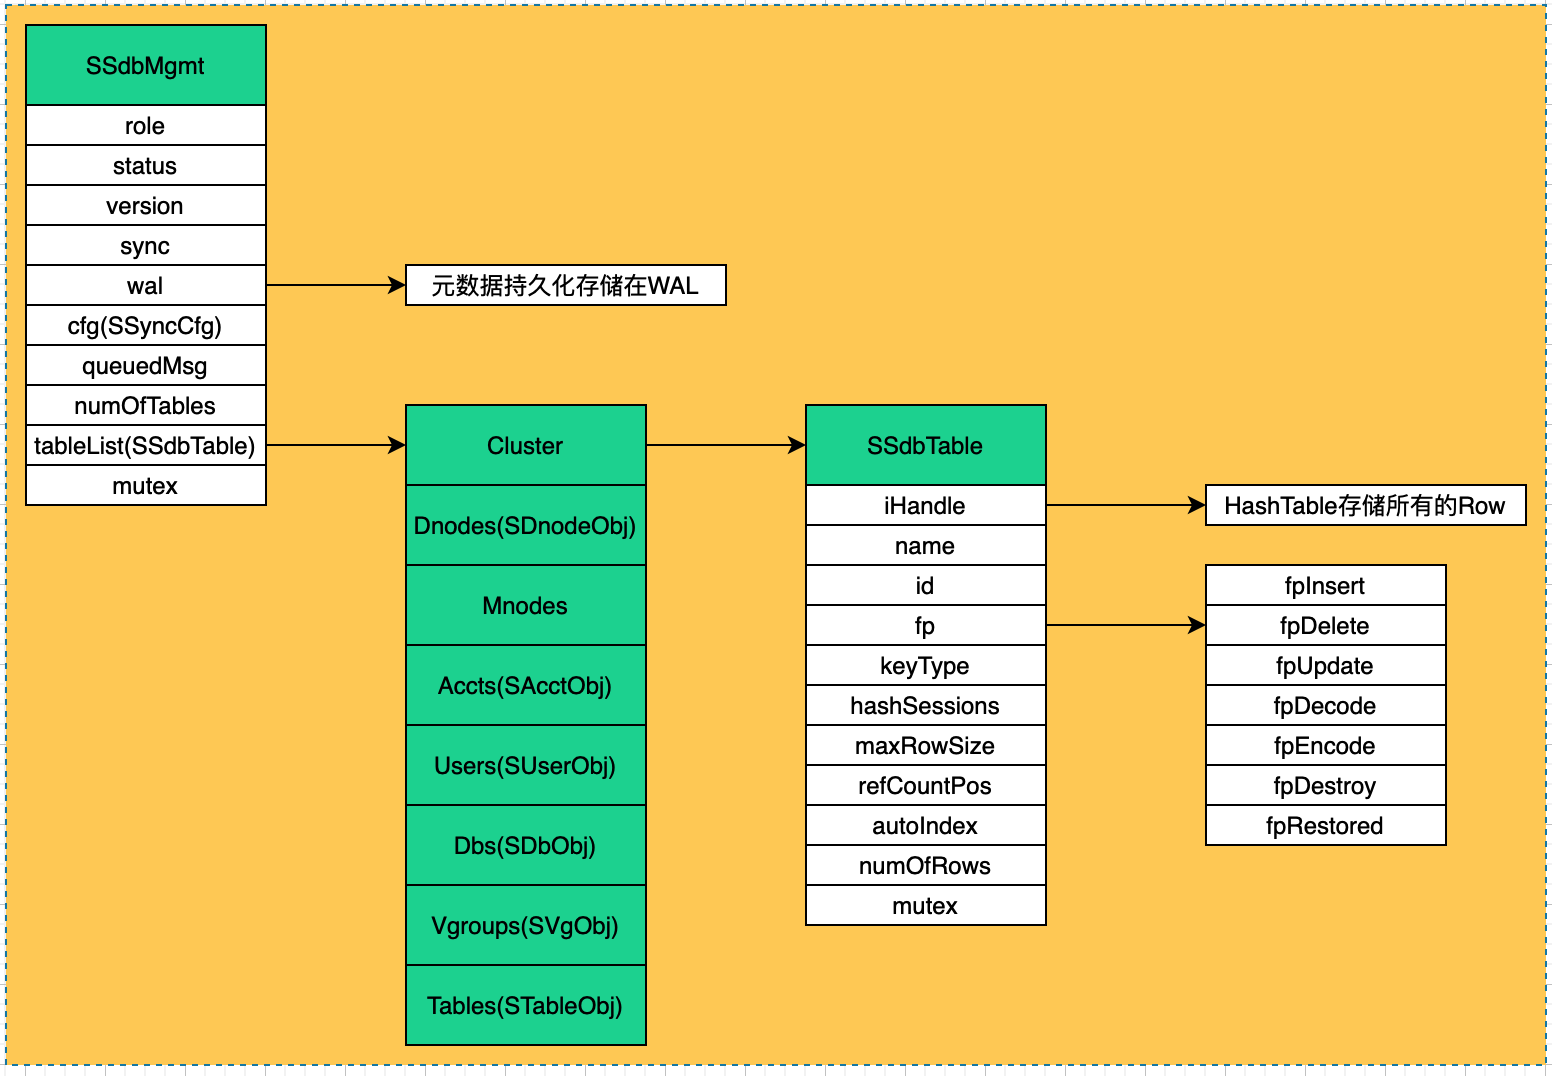 SSdbMgmt
role
status
version
sync
wal
cfg(SSyncCfg)
queuedMsg
numOfTables
tableList(SSdbTable)
mutex
元数据持久化存储在WAL
Cluster
Dnodes(SDnodeObj)
Mnodes
Accts(SAcctObj)
Users(SUserObj)
Dbs(SDbObj)
Vgroups(SVgObj)
Tables(STableObj)
SSdbTable
iHandle
name
id
fp
keyType
hashSessions
maxRowSize
refCountPos
autoIndex
numOfRows
mutex
HashTable存储所有的Row
fpInsert
fpDelete
fpUpdate
fpDecode
fpEncode
fpDestroy
fpRestored